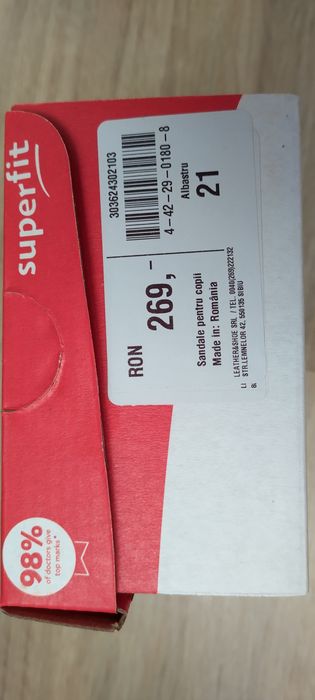 superfit
98%
of doctors give
top marks*
303624302103
4-42-29-0180-8
Albastru
21
RON 269,-
Sandale pentru copii
Made in: România
LEATHER&SHOE SRL / TEL. 0040(269)222132
STR.LEMNELOR 42, 550135 SIBIU